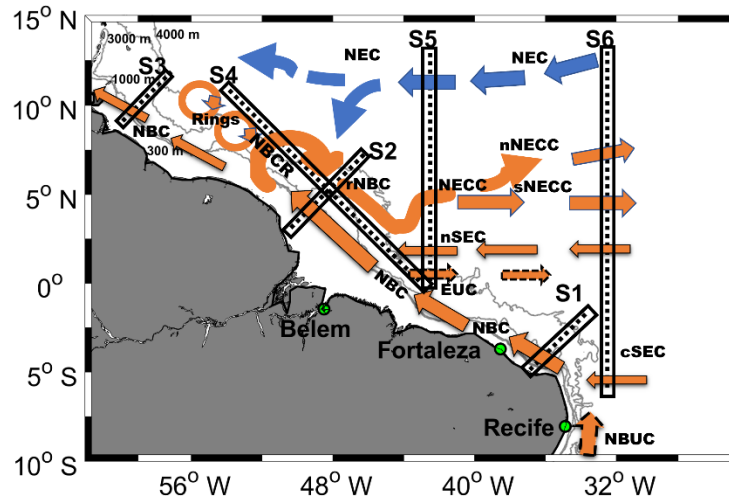 15° N
3000 m
4000 m
S3
1000 m
S4
NEC
S5
NEC
S6
10° N
Rings
NBC
300 m
NBCR
S2
nNECC
rNBC
NECC
sNECC
5° N
nSEC
0°
EUC
S1
NBC
NBC
Belem
Fortaleza
cSEC
5° S
Recife
NBUC
10° S
56° W
48° W
40° W
32° W